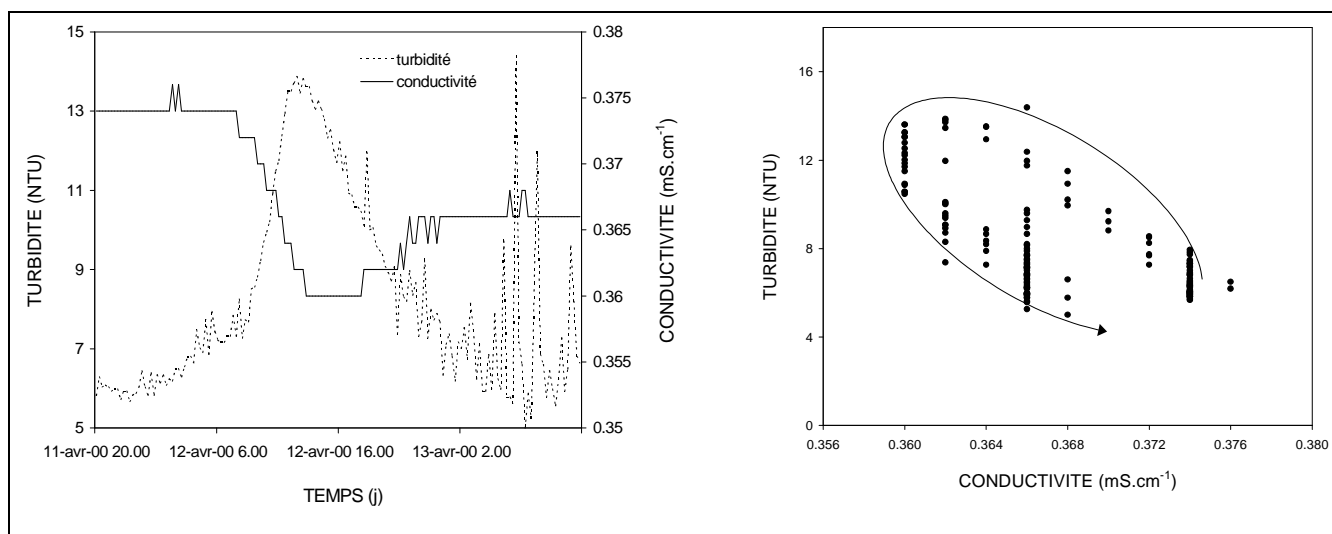 15
13
11
9
7
5
TURBIDITE (NTU)
turbidité
conductivité
0.38
0.375
0.37
0.365
0.36
0.355
0.35
CONDUCTIVITE (mS.cm-1)
11-avr-00 20.00 12-avr-00 6.00 12-avr-00 16.00 13-avr-00 2.00
TEMPS (j)
16
12
8
4
0
TURBIDITE (NTU)
0.356 0.360 0.364 0.368 0.372 0.376 0.380
CONDUCTIVITE (mS.cm-1)